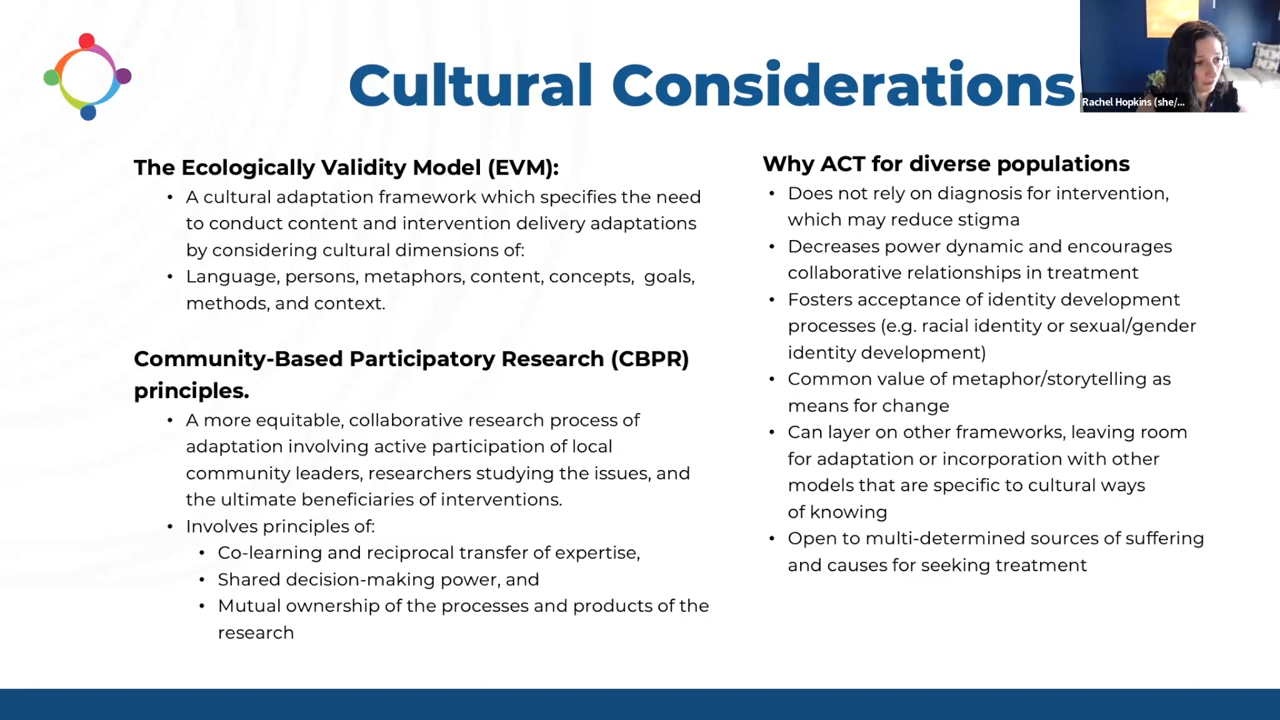 Cultural Considerations
Rachel Hopkins (she/...
The Ecologically Validity Model (EVM):
• A cultural adaptation framework which specifies the need
to conduct content and intervention delivery adaptations
by considering cultural dimensions of:
• Language, persons, metaphors, content, concepts, goals,
methods, and context.
Community-Based Participatory Research (CBPR)
principles.
• A more equitable, collaborative research process of
adaptation involving active participation of local
community leaders, researchers studying the issues, and
the ultimate beneficiaries of interventions.
• Involves principles of:
• Co-learning and reciprocal transfer of expertise,
• Shared decision-making power, and
• Mutual ownership of the processes and products of the
research
Why ACT for diverse populations
• Does not rely on diagnosis for intervention,
which may reduce stigma
• Decreases power dynamic and encourages
collaborative relationships in treatment
• Fosters acceptance of identity development
processes (e.g. racial identity or sexual/gender
identity development)
• Common value of metaphor/storytelling as
means for change
• Can layer on other frameworks, leaving room
for adaptation or incorporation with other
models that are specific to cultural ways
of knowing
• Open to multi-determined sources of suffering
and causes for seeking treatment